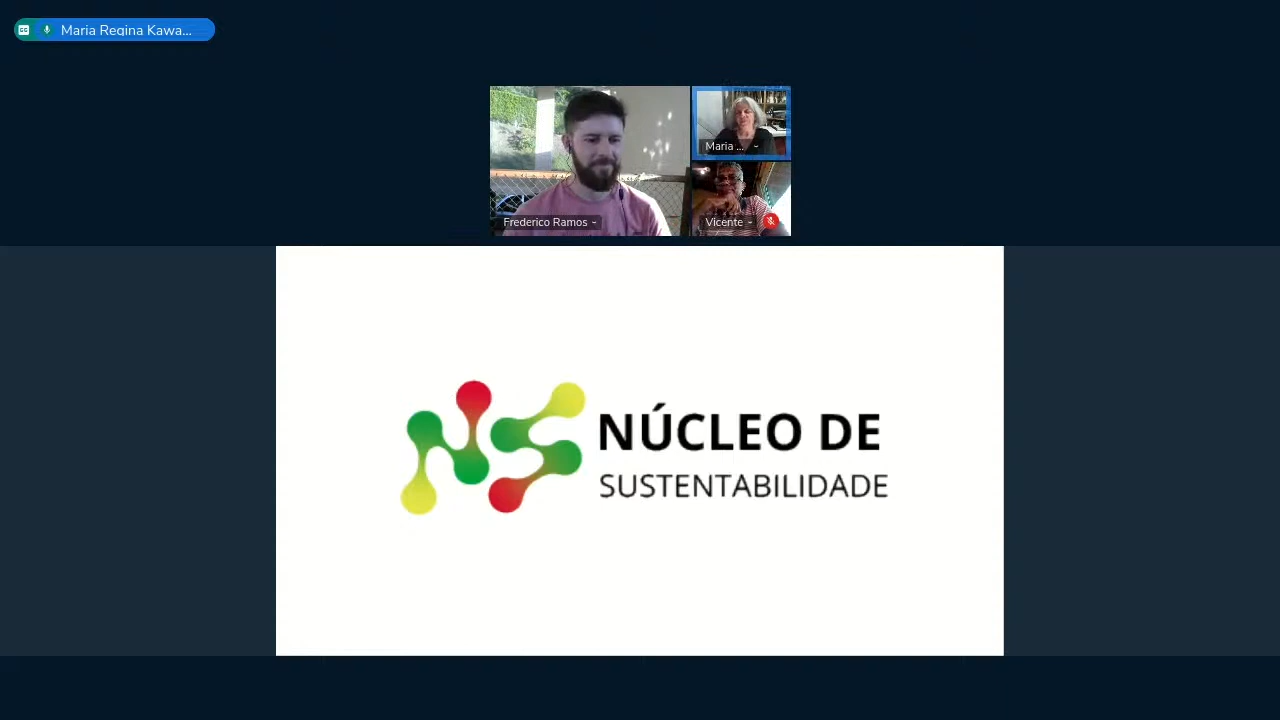 Maria Regina Kawa...
Maria ...
Frederico Ramos
Vicente
NÚCLEO DE
SUSTENTABILIDADE